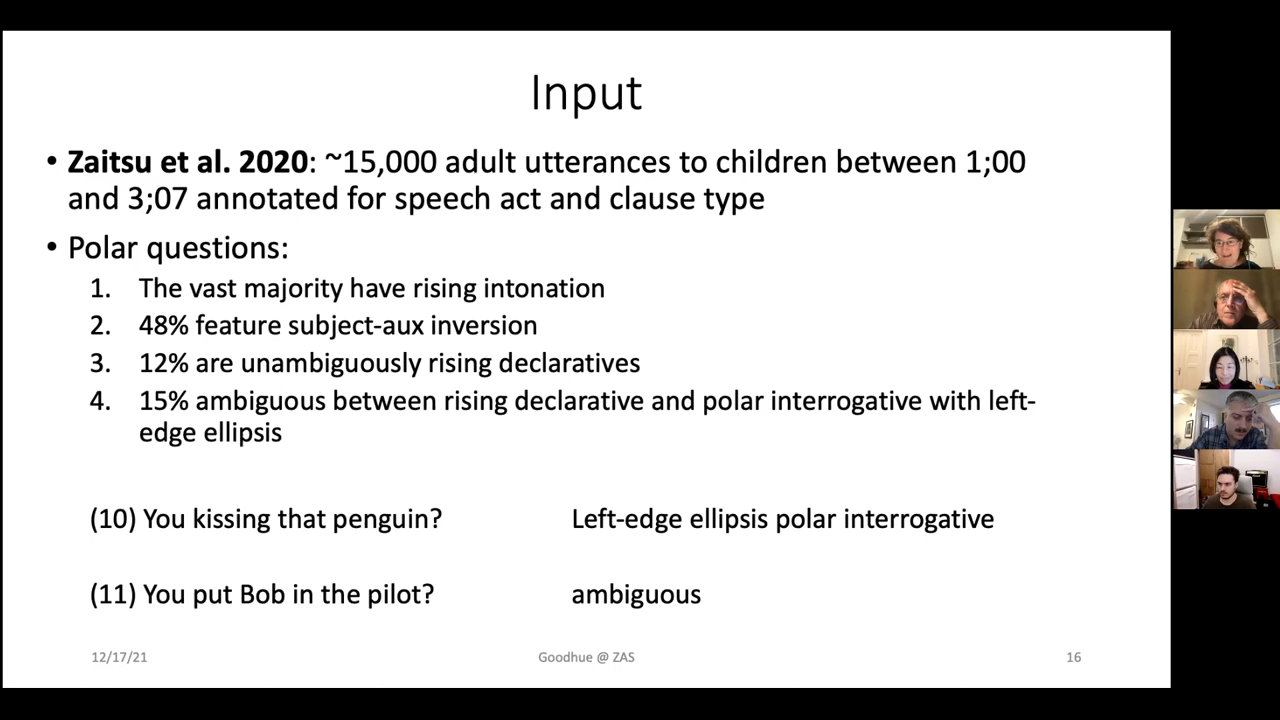 Input
• Zaitsu et al. 2020: ~15,000 adult utterances to children between 1;00
and 3;07 annotated for speech act and clause type
• Polar questions:
1. The vast majority have rising intonation
2. 48% feature subject-aux inversion
3. 12% are unambiguously rising declaratives
4. 15% ambiguous between rising declarative and polar interrogative with left-
edge ellipsis
(10) You kissing that penguin? Left-edge ellipsis polar interrogative
(11) You put Bob in the pilot? ambiguous
12/17/21 Goodhue @ ZAS 16